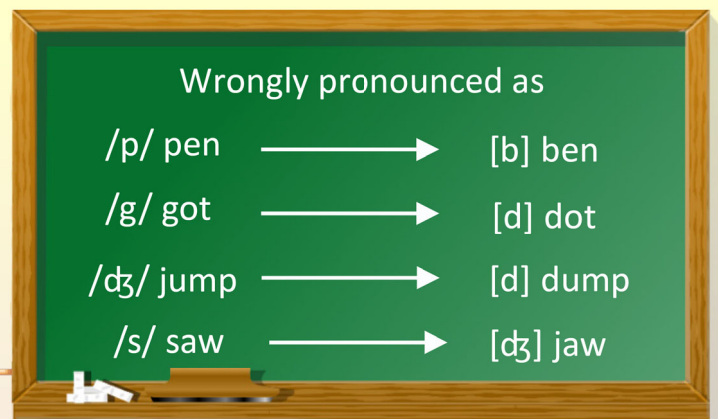 Wrongly pronounced as
/p/ pen [b] ben
/g/ got [d] dot
/ʤ/ jump [d] dump
/s/ saw [ʤ] jaw